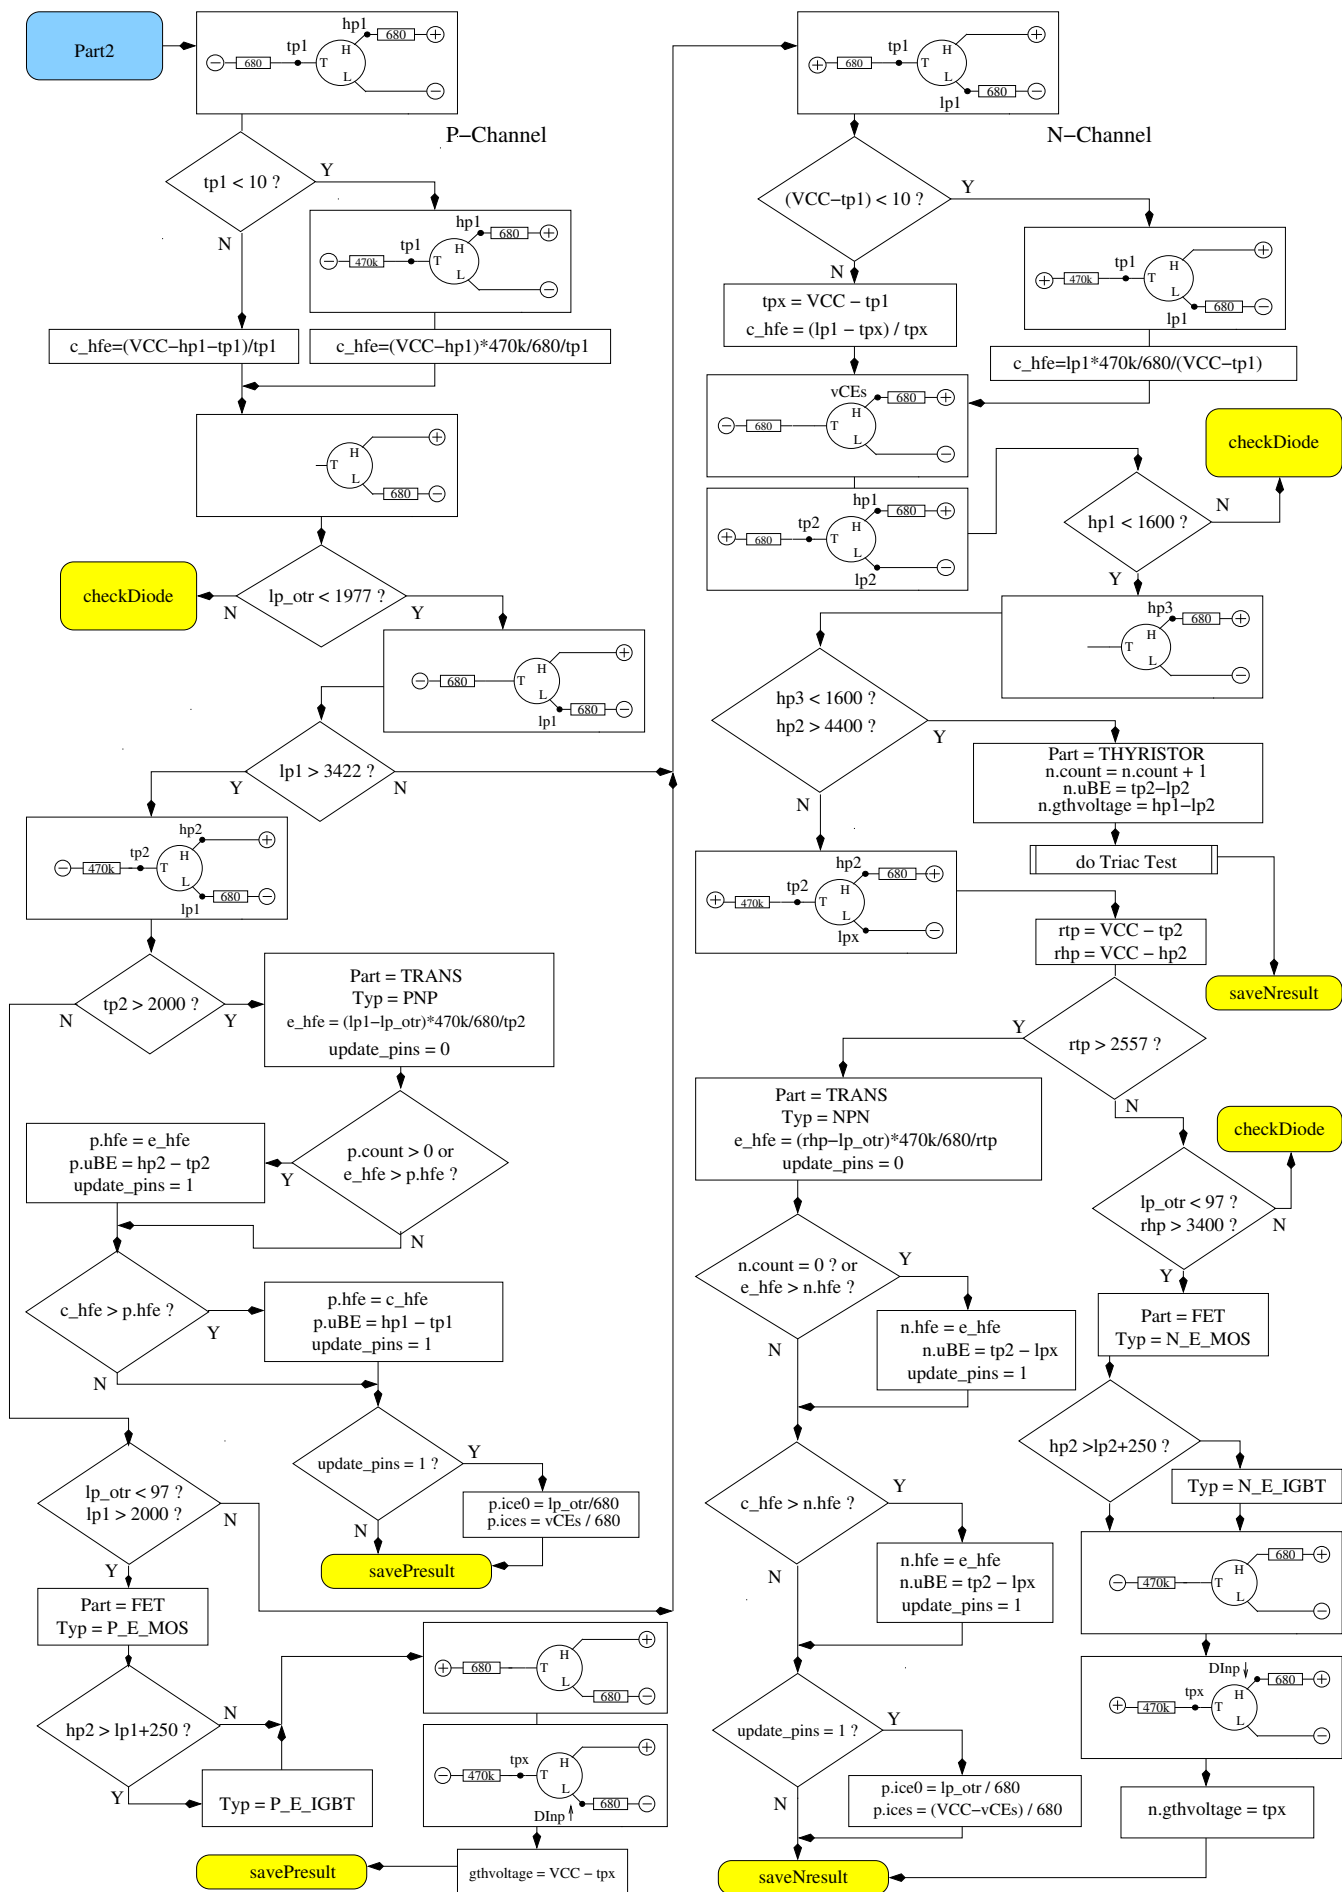 Part2
hp1
680
+
−
680
tp1
T
H
L
−
P−Channel
tp1 < 10 ?
Y
N
hp1
680
+
tp1
−
470k
T
H
L
−
c_hfe=(VCC−hp1−tp1)/tp1
c_hfe=(VCC−hp1)*470k/680/tp1
+
T
H
L
680
−
checkDiode
N
lp_otr < 1977 ?
Y
+
−
680
T
H
L
680
−
lp1
lp1 > 3422 ?
Y
N
hp2
+
tp2
−
470k
T
H
L
680
−
lp1
tp2 > 2000 ?
N
Y
Part = TRANS
Typ = PNP
e_hfe = (lp1−lp_otr)*470k/680/tp2
update_pins = 0
p.count > 0 or
e_hfe > p.hfe ?
Y
N
p.hfe = e_hfe
p.uBE = hp2 − tp2
update_pins = 1
c_hfe > p.hfe ?
Y
N
p.hfe = c_hfe
p.uBE = hp1 − tp1
update_pins = 1
update_pins = 1 ?
Y
N
p.ice0 = lp_otr/680
p.ices = vCEs / 680
savePresult
lp_otr < 97 ?
lp1 > 2000 ?
N
Y
Part = FET
Typ = P_E_MOS
hp2 > lp1+250 ?
N
Y
Typ = P_E_IGBT
+
+
680
T
H
L
680
−
+
tpx
−
470k
T
H
L
680
−
DInp
gthvoltage = VCC − tpx
savePresult
+
tp1
+
680
T
H
L
680
−
lp1
N−Channel
(VCC−tp1) < 10 ?
Y
N
+
tp1
+
470k
T
H
L
680
−
lp1
tpx = VCC − tp1
c_hfe = (lp1 − tpx) / tpx
c_hfe=lp1*470k/680/(VCC−tp1)
vCEs
680
+
−
680
T
H
L
−
hp1
680
+
tp2
+
680
T
H
L
−
lp2
checkDiode
hp1 < 1600 ?
N
Y
hp3
680
+
T
H
L
−
hp3 < 1600 ?
hp2 > 4400 ?
Y
N
Part = THYRISTOR
n.count = n.count + 1
n.uBE = tp2−lp2
n.gthvoltage = hp1−lp2
do Triac Test
saveNresult
hp2
680
+
tp2
+
470k
T
H
L
−
lpx
rtp = VCC − tp2
rhp = VCC − hp2
rtp > 2557 ?
Y
N
Part = TRANS
Typ = NPN
e_hfe = (rhp−lp_otr)*470k/680/rtp
update_pins = 0
checkDiode
lp_otr < 97 ?
rhp > 3400 ?
N
Y
n.count = 0 ? or
e_hfe > n.hfe ?
Y
N
n.hfe = e_hfe
n.uBE = tp2 − lpx
update_pins = 1
Part = FET
Typ = N_E_MOS
hp2 >lp2+250 ?
Y
N
Typ = N_E_IGBT
c_hfe > n.hfe ?
Y
N
n.hfe = e_hfe
n.uBE = tp2 − lpx
update_pins = 1
680
+
−
470k
T
H
L
−
DInp
680
+
tpx
+
470k
T
H
L
−
update_pins = 1 ?
Y
N
p.ice0 = lp_otr / 680
p.ices = (VCC−vCEs) / 680
n.gthvoltage = tpx
saveNresult